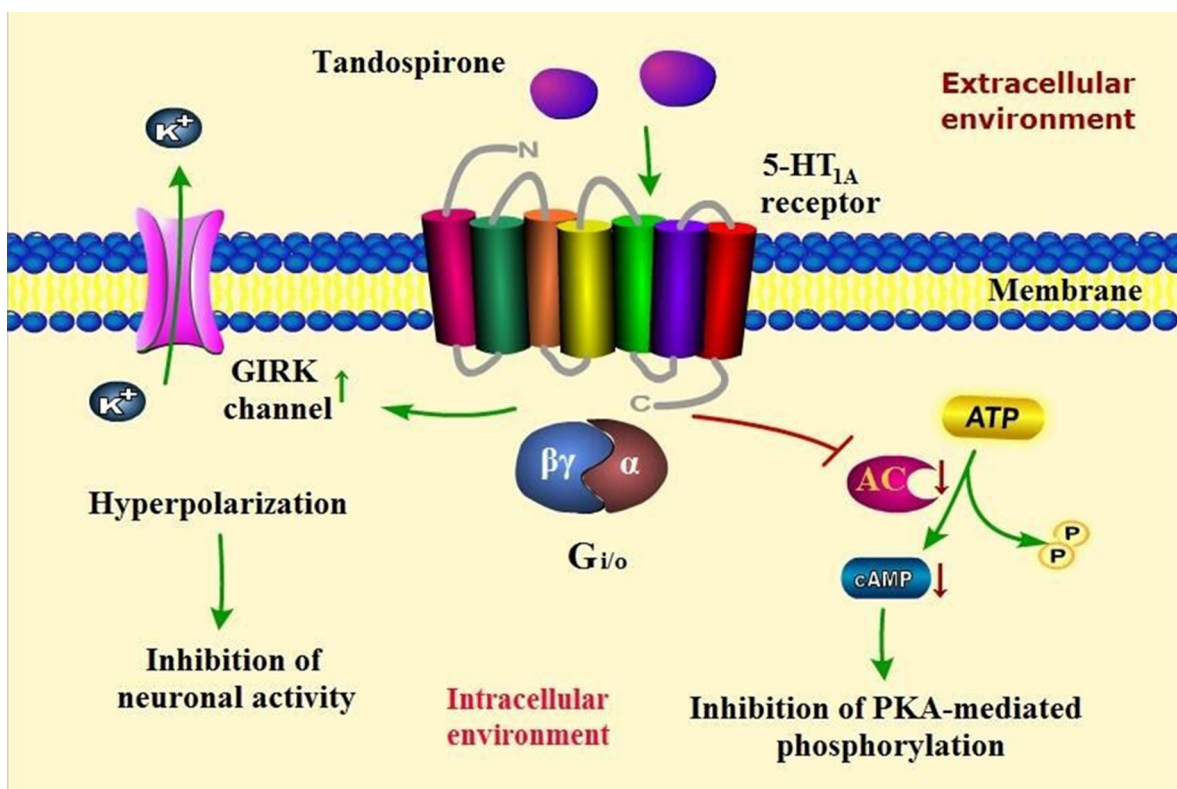 Tandospirone
Extracellular
environment
K+
N
5-HT1A
receptor
Membrane
GIRK ↑
channel
K+
C
ATP
βγ
α
AC ↓
Hyperpolarization
Gi/o
P
P
cAMP ↓
Inhibition of
neuronal activity
Intracellular
environment
Inhibition of PKA-mediated
phosphorylation